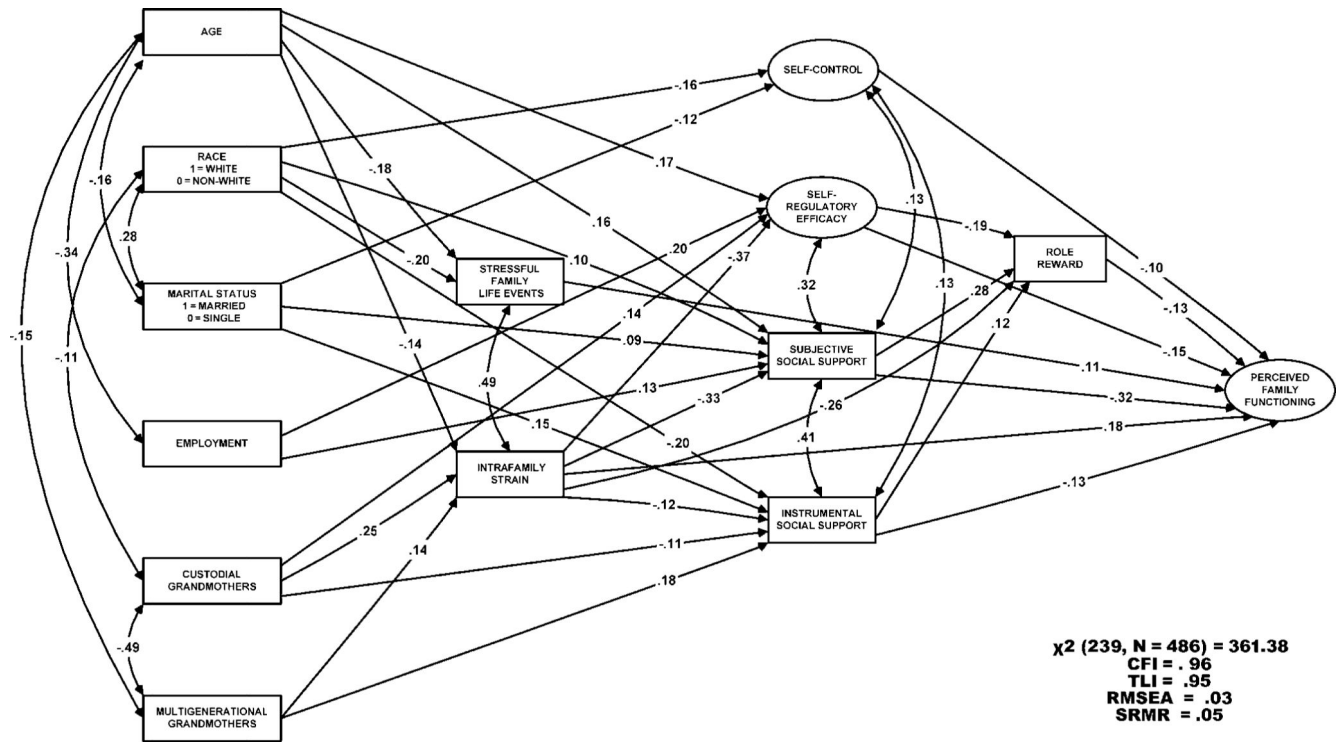 AGE
RACE
1 = WHITE
0 = NON-WHITE
MARITAL STATUS
1 = MARRIED
0 = SINGLE
EMPLOYMENT
CUSTODIAL
GRANDMOTHERS
MULTIGENERATIONAL
GRANDMOTHERS
-.16
.28
-.34
-.15
-.11
-.49
STRESSFUL
FAMILY
LIFE EVENTS
INTRAFAMILY
STRAIN
-.18
-.20
-.14
.49
.25
.14
SELF-CONTROL
SELF-
REGULATORY
EFFICACY
SUBJECTIVE
SOCIAL SUPPORT
INSTRUMENTAL
SOCIAL SUPPORT
-.16
-.12
.17
.16
.10
.20
-.37
.14
.09
.13
-.33
.15
-.20
-.12
-.11
.18
.13
.13
.32
.41
ROLE
REWARD
-.19
.28
.12
-.26
PERCEIVED
FAMILY
FUNCTIONING
-.10
-.13
-.15
.11
-.32
.18
-.13
χ2 (239, N = 486) = 361.38
CFI = . 96
TLI = .95
RMSEA = .03
SRMR = .05